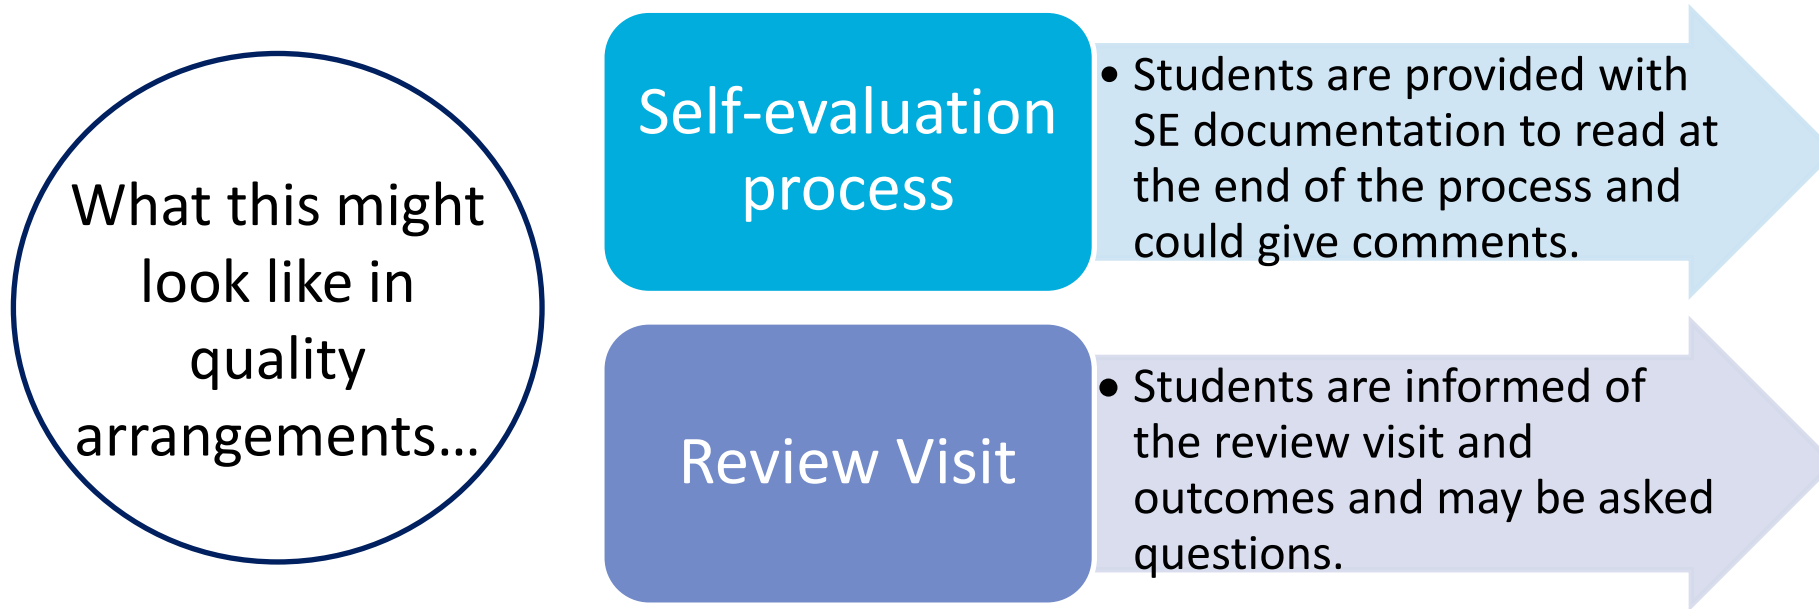 What this might
look like in
quality
arrangements…
Self-evaluation
process
• Students are provided with
SE documentation to read at
the end of the process and
could give comments.
Review Visit
• Students are informed of
the review visit and
outcomes and may be asked
questions.